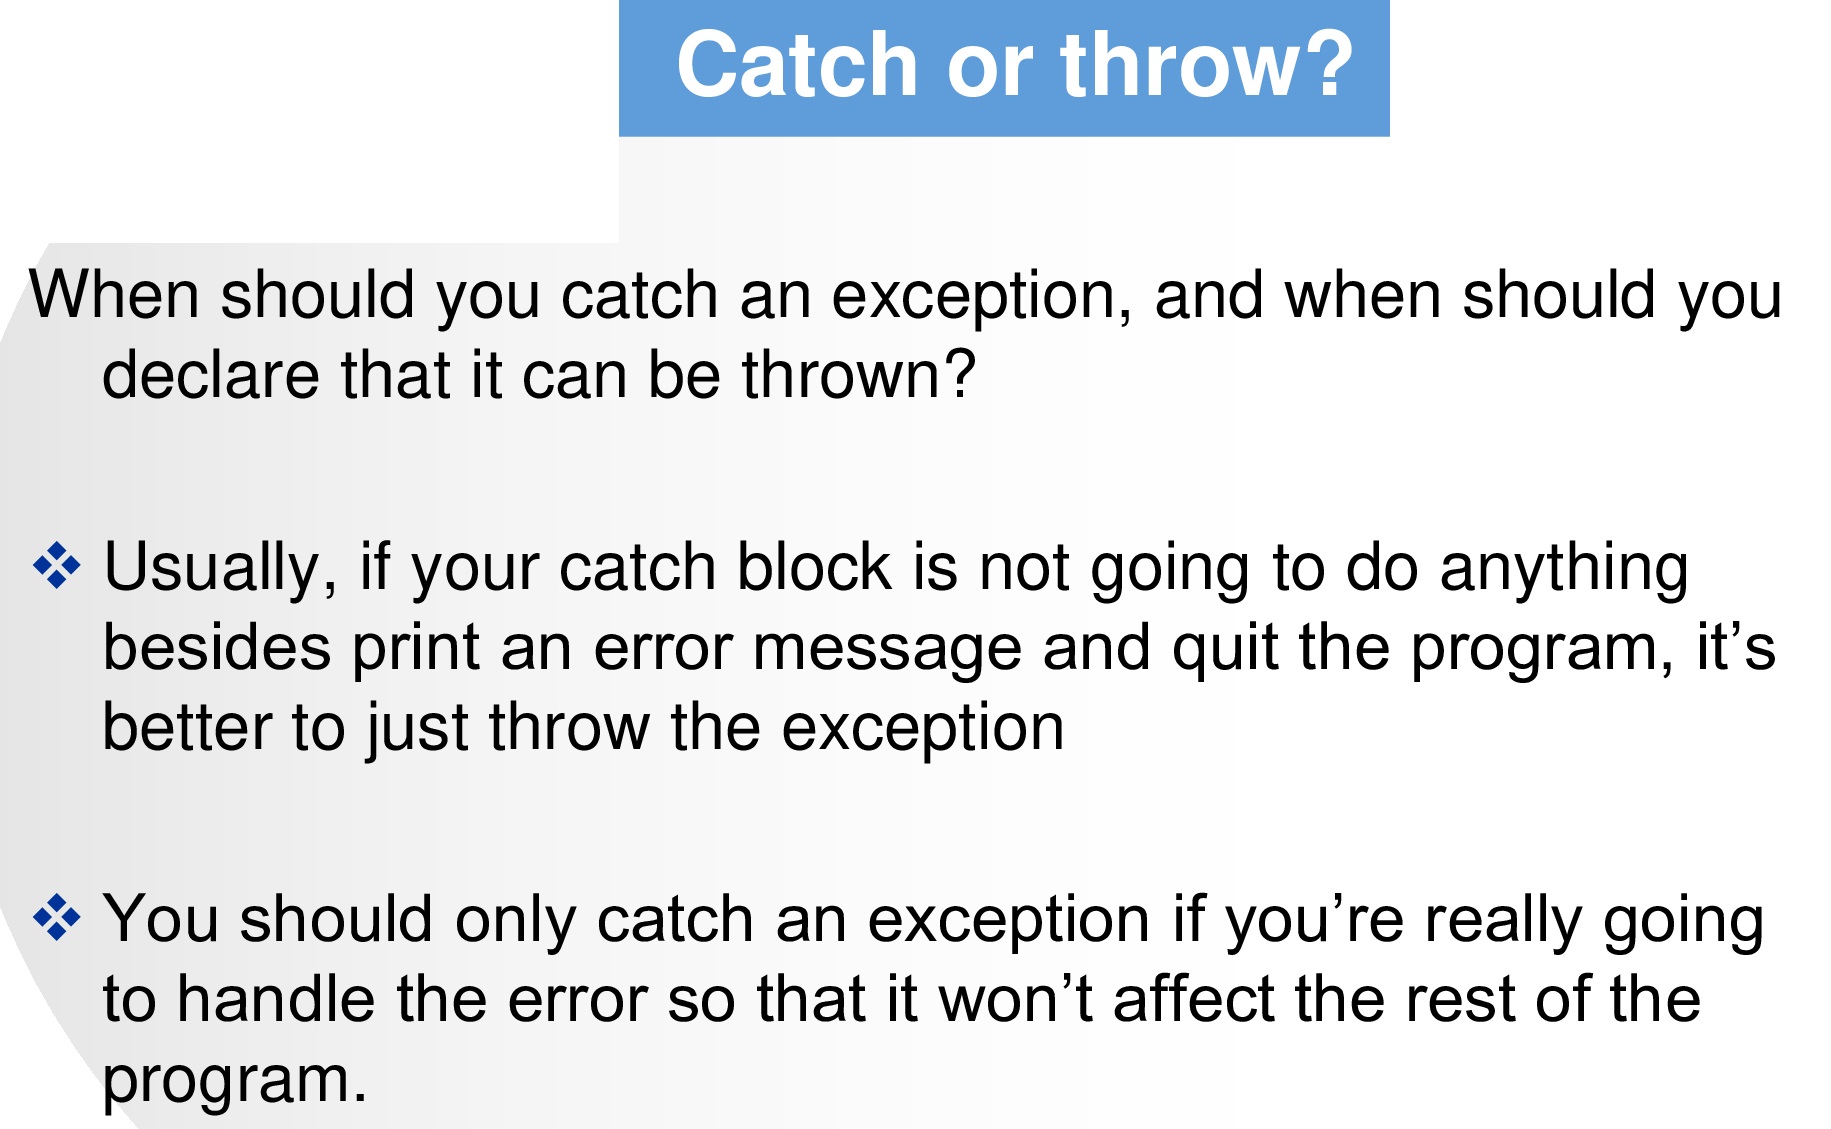 Catch or throw?
When should you catch an exception, and when should you
declare that it can be thrown?
❖ Usually, if your catch block is not going to do anything
besides print an error message and quit the program, it’s
better to just throw the exception
❖ You should only catch an exception if you’re really going
to handle the error so that it won’t affect the rest of the
program.